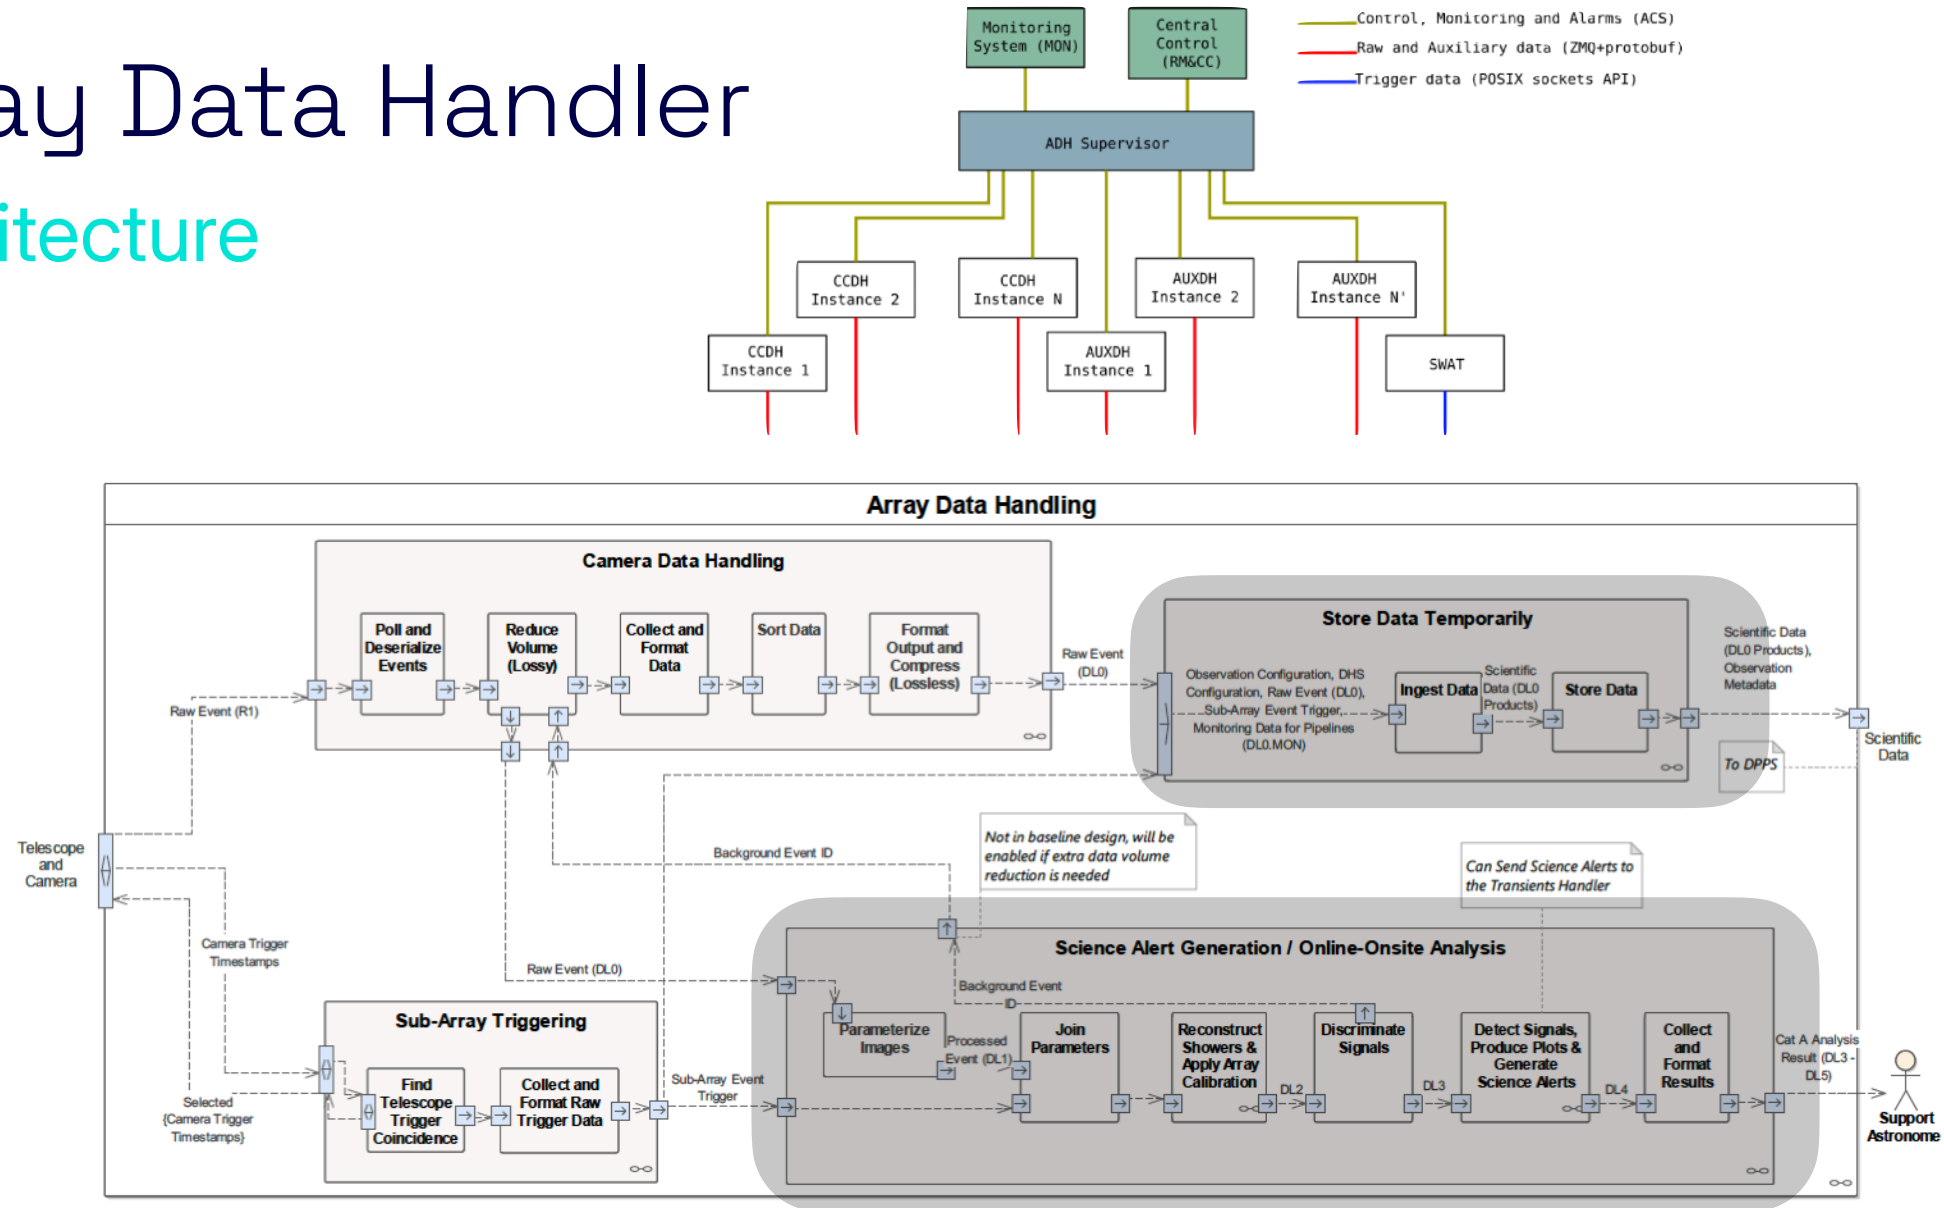 ay Data Handler
itecture
Monitoring
System (MON)
Central
Control
(RM&CC)
Control, Monitoring and Alarms (ACS)
Raw and Auxiliary data (ZMQ+protobuf)
Trigger data (POSIX sockets API)
ADH Supervisor
CCDH
Instance 2
CCDH
Instance N
AUXDH
Instance 2
AUXDH
Instance N'
CCDH
Instance 1
AUXDH
Instance 1
SWAT
Array Data Handling
Camera Data Handling
Poll and
Deserialize
Events
Reduce
Volume
(Lossy)
Collect and
Format
Data
Sort Data
Format
Output and
Compress
(Lossless)
Raw Event
(DL0)
Raw Event (R1)
Store Data Temporarily
Observation Configuration, DHS
Configuration, Raw Event (DL0),
Sub-Array Event Trigger,
Monitoring Data for Pipelines
(DL0.MON)
Ingest Data
Scientific
Data (DL0
Products)
Store Data
Scientific Data
(DL0 Products),
Observation
Metadata
Scientific
Data
To DPPS
Telescope
and
Camera
Background Event ID
Not in baseline design, will be
enabled if extra data volume
reduction is needed
Can Send Science Alerts to
the Transients Handler
Camera Trigger
Timestamps
Raw Event (DL0)
Science Alert Generation / Online-Onsite Analysis
Background Event
ID
Sub-Array Triggering
Find
Telescope
Trigger
Coincidence
Collect and
Format Raw
Trigger Data
Selected
{Camera Trigger
Timestamps}
Sub-Array Event
Trigger
Parameterize
Images
Processed
Event (DL1)
Join
Parameters
Reconstruct
Showers &
Apply Array
Calibration
DL2
Discriminate
Signals
DL3
Detect Signals,
Produce Plots &
Generate
Science Alerts
DL4
Collect
and
Format
Results
Cat A Analysis
Result (DL3 -
DL5)
Support
Astronome